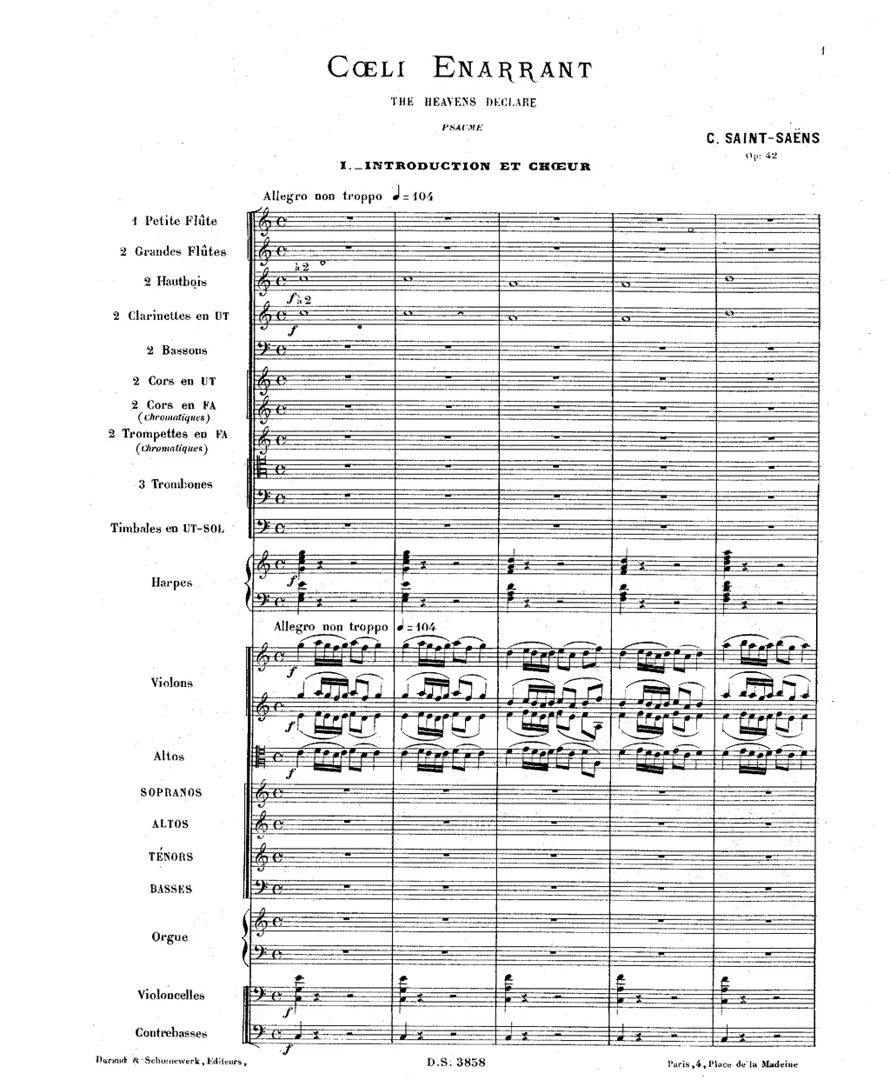 1
CŒLI ENARRANT
THE HEAVENS DECLARE
PSAUME
C. SAINT-SAËNS
Op: 42
I._INTRODUCTION ET CHŒUR
Allegro non troppo ♩=104
1 Petite Flûte
2 Grandes Flûtes
à 2
2 Hautbois
f à 2
2 Clarinettes en UT
f
2 Bassons
2 Cors en UT
2 Cors en FA
(Chromatiques)
2 Trompettes en FA
(Chromatiques)
3 Trombones
Timbales en UT-SOL
Harpes
f
Allegro non troppo ♩=104
f
Violons
f
Altos
f
SOPRANOS
ALTOS
TÉNORS
BASSES
Orgue
Violoncelles
f
Contrebasses
f
Durand & Schœnewerk, Editeurs,
D.S. 3858
Paris, 4, Place de la Madeine